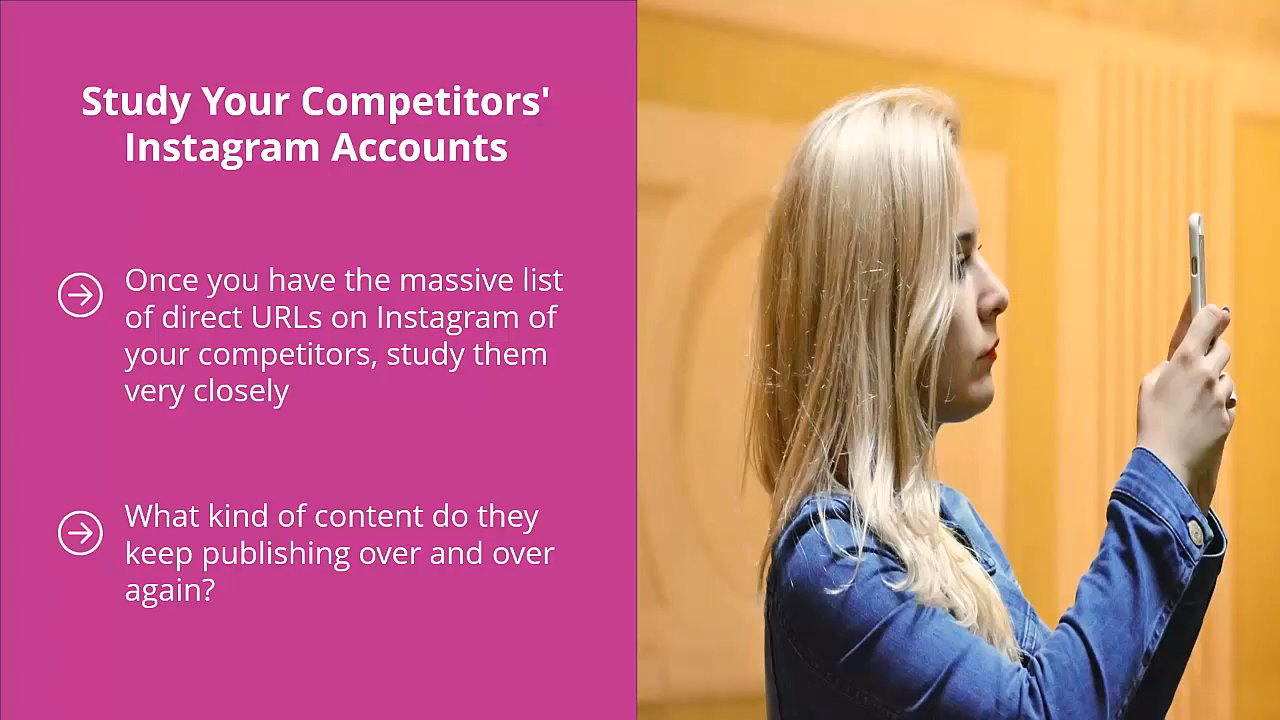 Study Your Competitors'
Instagram Accounts
Once you have the massive list
of direct URLs on Instagram of
your competitors, study them
very closely
What kind of content do they
keep publishing over and over
again?